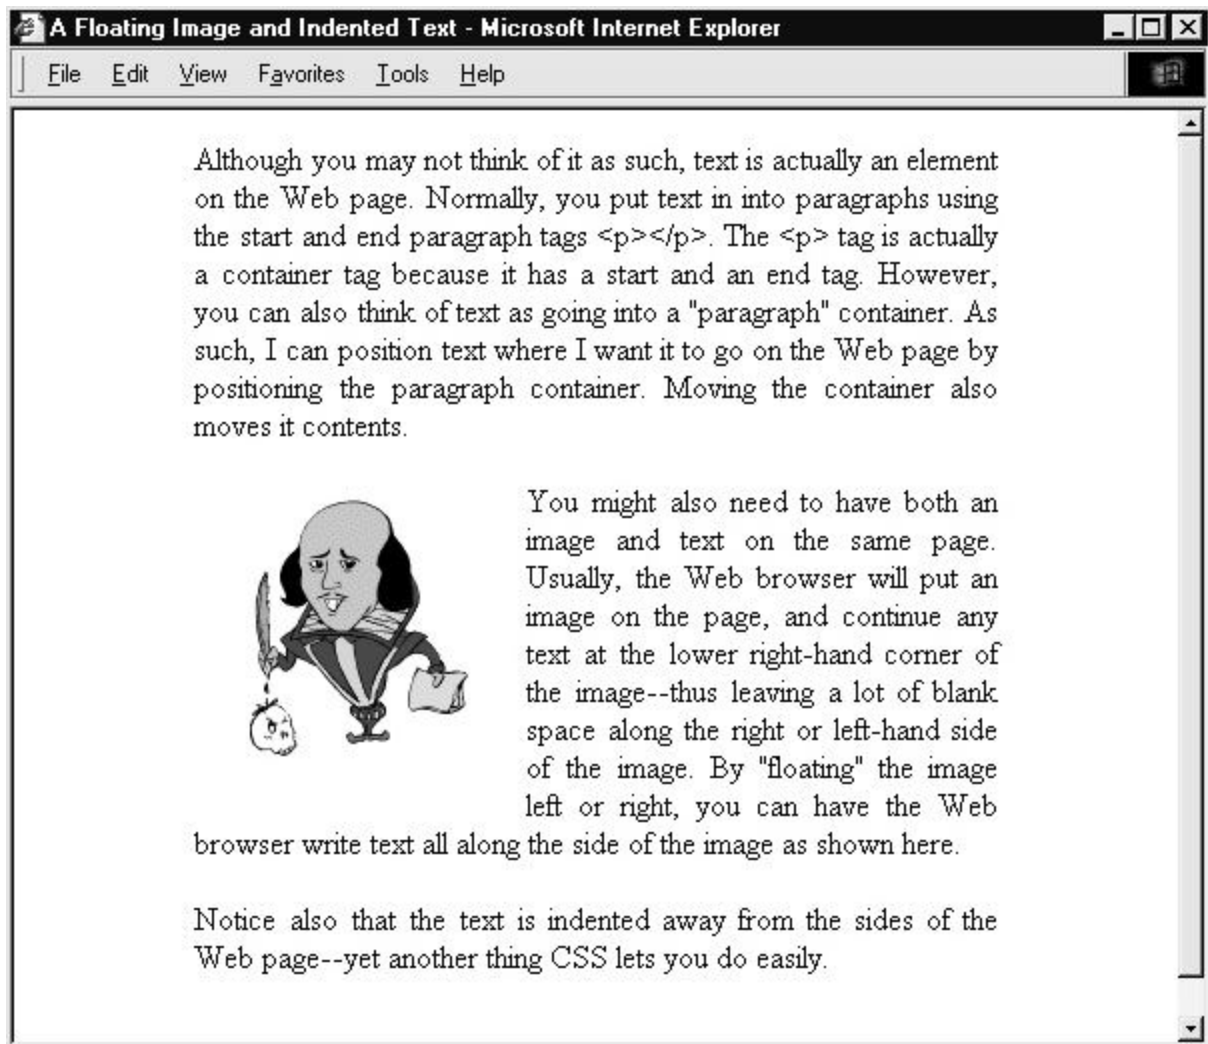 A Floating Image and Indented Text - Microsoft Internet Explorer
File Edit View Favorites Tools Help
Although you may not think of it as such, text is actually an element
on the Web page. Normally, you put text in into paragraphs using
the start and end paragraph tags <p></p>. The <p> tag is actually
a container tag because it has a start and an end tag. However,
you can also think of text as going into a "paragraph" container. As
such, I can position text where I want it to go on the Web page by
positioning the paragraph container. Moving the container also
moves it contents.
You might also need to have both an
image and text on the same page.
Usually, the Web browser will put an
image on the page, and continue any
text at the lower right-hand corner of
the image--thus leaving a lot of blank
space along the right or left-hand side
of the image. By "floating" the image
left or right, you can have the Web
browser write text all along the side of the image as shown here.
Notice also that the text is indented away from the sides of the
Web page--yet another thing CSS lets you do easily.